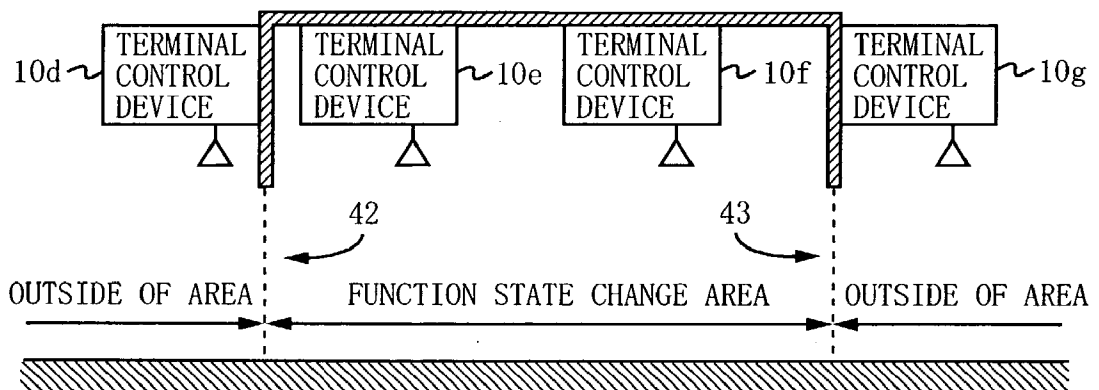 10d
TERMINAL
CONTROL
DEVICE
TERMINAL
CONTROL
DEVICE
10e
TERMINAL
CONTROL
DEVICE
10f
TERMINAL
CONTROL
DEVICE
10g
42
43
OUTSIDE OF AREA
FUNCTION STATE CHANGE AREA
OUTSIDE OF AREA